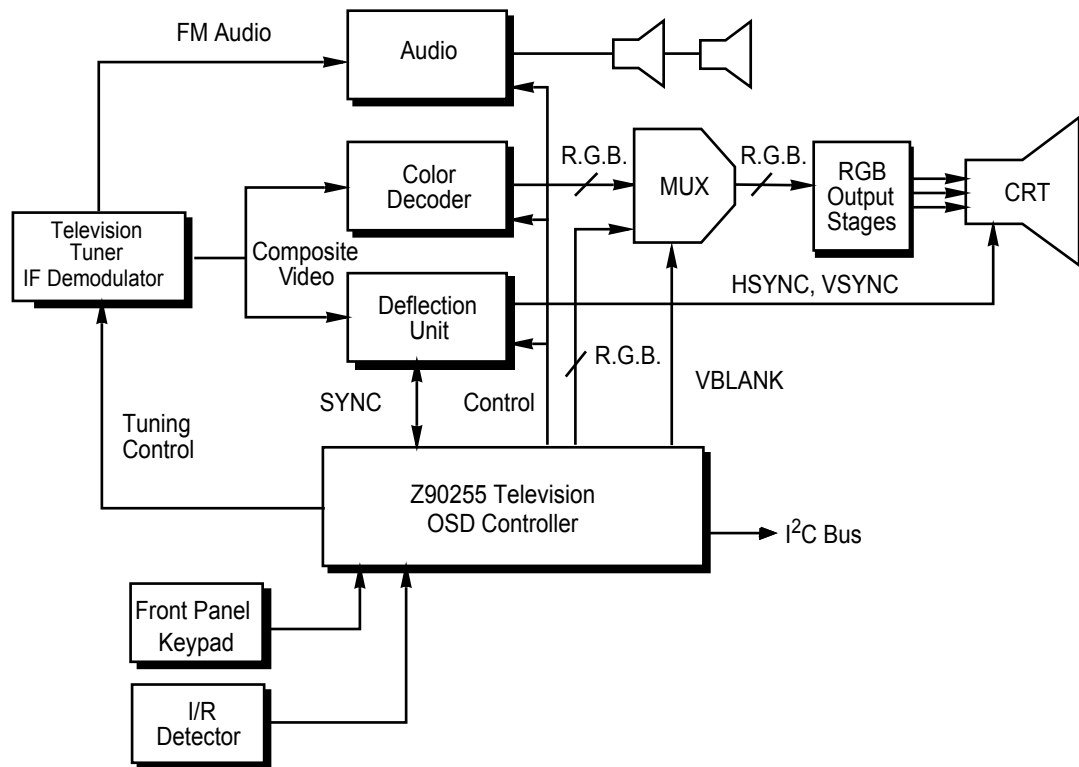 FM Audio
Audio
R.G.B.
R.G.B.
Color
Decoder
MUX
RGB
Output
Stages
CRT
Television
Tuner
IF Demodulator
Composite
Video
Deflection
Unit
HSYNC, VSYNC
R.G.B.
VBLANK
SYNC
Control
Tuning
Control
Z90255 Television
OSD Controller
I²C Bus
Front Panel
Keypad
I/R
Detector